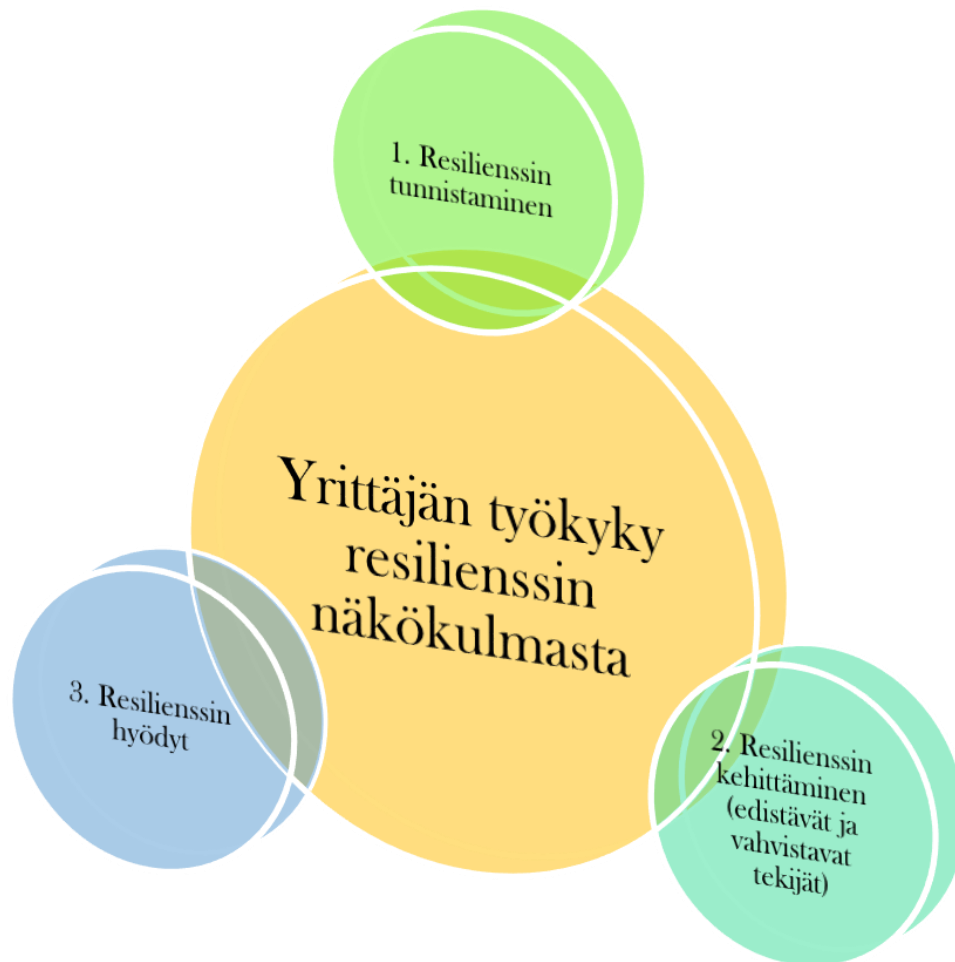 1. Resilienssin
tunnistaminen
Yrittäjän työkyky
resilienssin
näkökulmasta
2. Resilienssin
kehittäminen
(edistävät ja
vahvistavat
tekijät)
3. Resilienssin
hyödyt